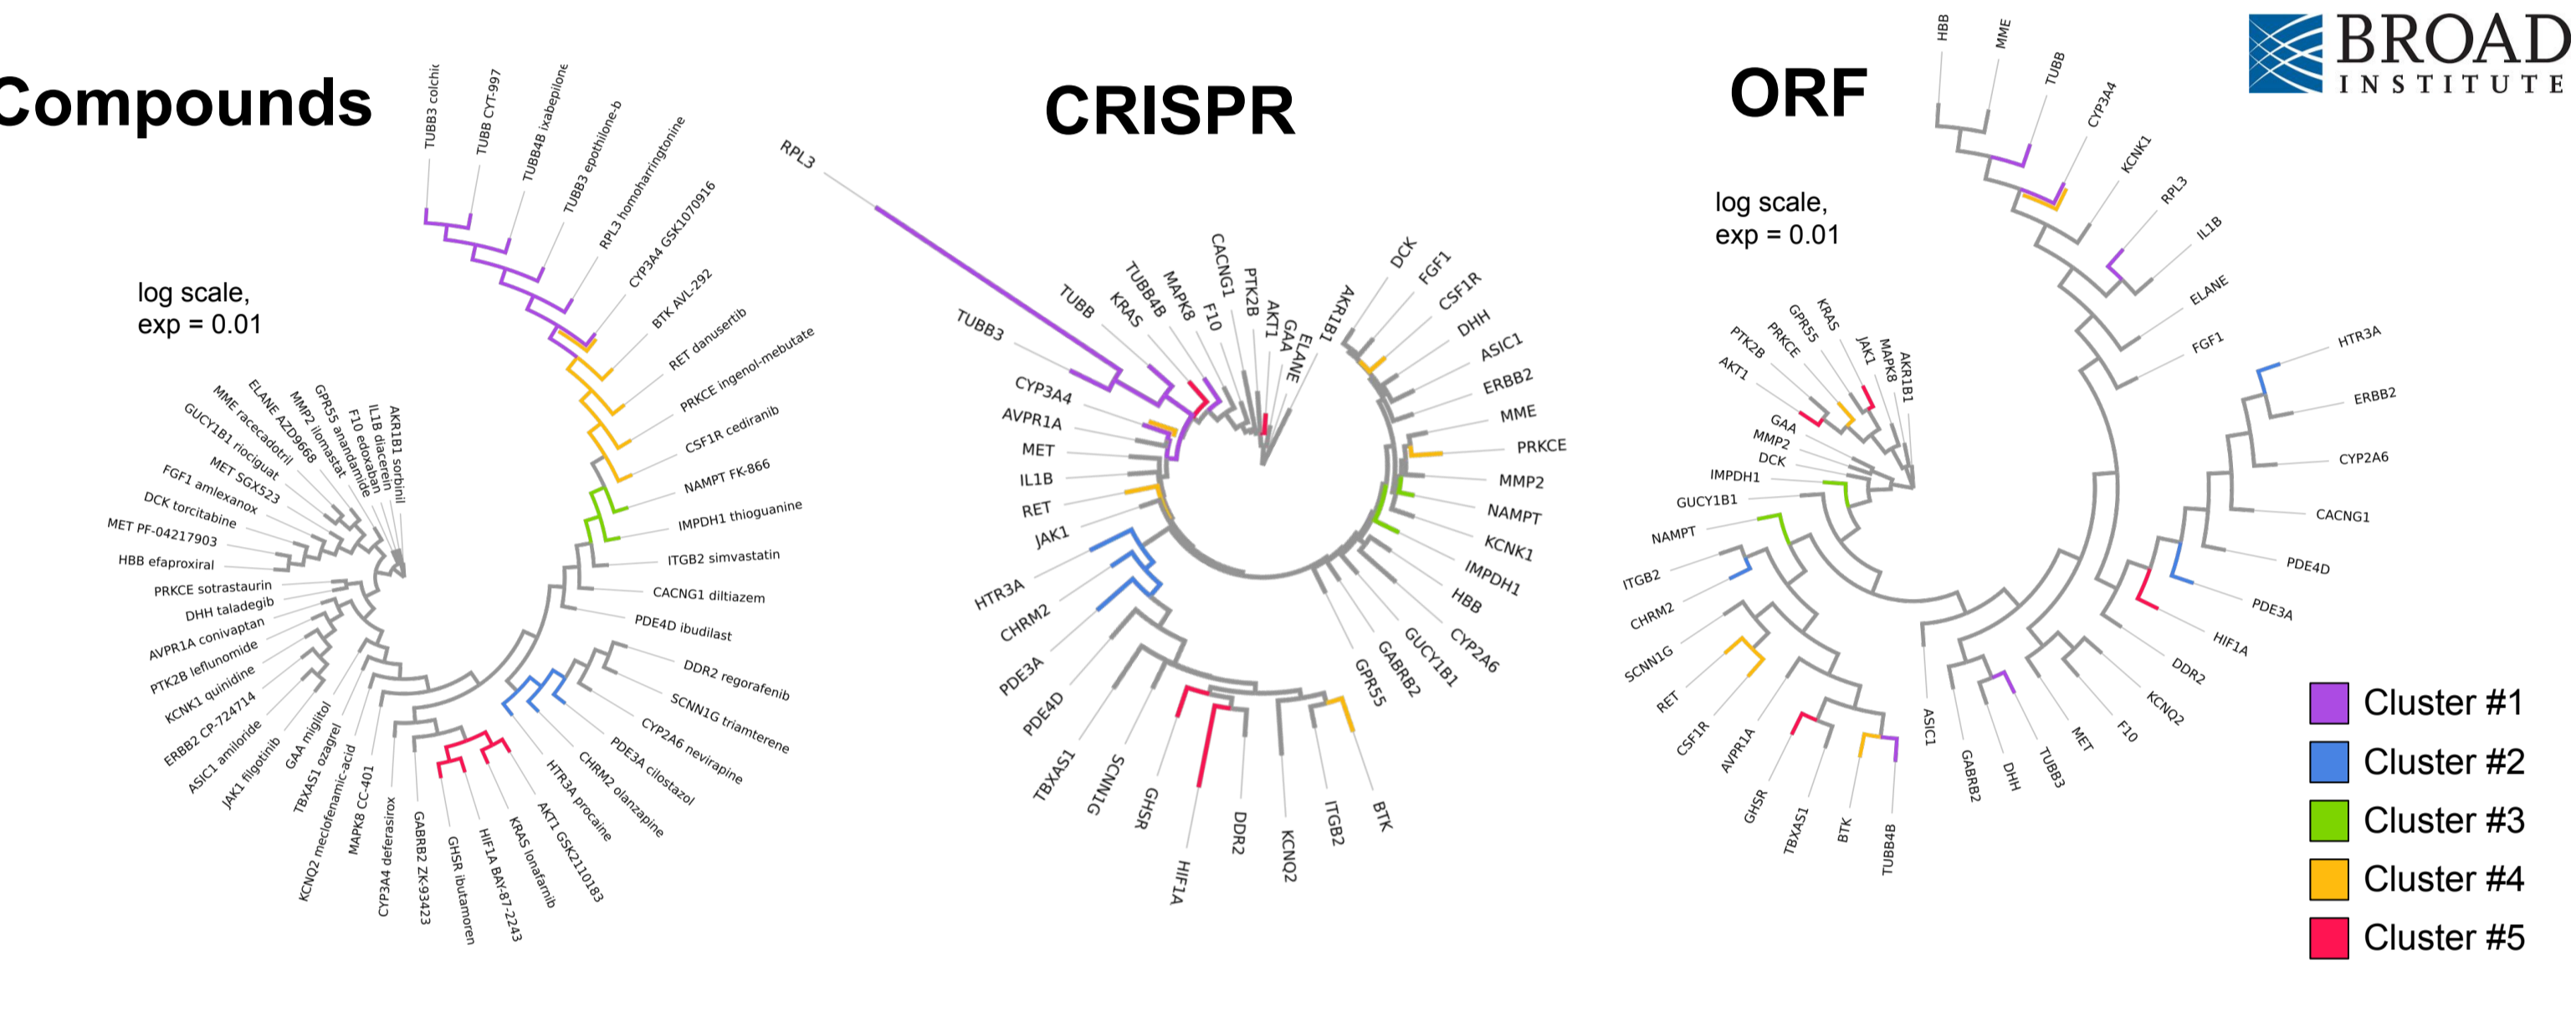 Compounds
log scale,
exp = 0.01
TUBB3 colchic
TUBB CYT-997
TUBB4B ixabepilone
TUBB3 epothilone-b
RPL3 homoharringtonine
CYP3A4 GSK1070916
BTK AVL-292
RET danusertib
PRKCE ingenol-mebutate
CSF1R cediranib
NAMPT FK-866
IMPDH1 thioguanine
ITGB2 simvastatin
CACNG1 diltiazem
PDE4D ibudilast
DDR2 regorafenib
SCNN1G triamterene
CYP2A6 nevirapine
PDE3A cilostazol
CHRM2 olanzapine
HTR3A procaine
AKT1 GSK2110183
KRAS lonafarnib
HIF1A BAY-87-2243
GHSR ibutamoren
GABRB2 ZK-93423
CYP3A4 deferasirox
MAPK8 CC-401
KCNQ2 meclofenamic-acid
TBXAS1 ozagrel
GAA miglitol
JAK1 filgotinib
ASIC1 amiloride
ERBB2 CP-724714
KCNK1 quinidine
PTK2B leflunomide
AVPR1A conivaptan
DHH taladegib
PRKCE sotrastaurin
HBB efaproxiral
MET PF-04217903
DCK torcitabine
FGF1 amlexanox
MET SGX523
GUCY1B1 riociguat
MME racecadotril
ELANE AZD9668
MMP2 ilomastat
GPR55 anandamide
F10 edoxaban
IL1B diacerein
AKR1B1 sorbinil
CRISPR
RPL3
TUBB3
TUBB
KRAS
TUBB4B
MAPK8
F10
CACNG1
PTK2B
AKT1
GAA
ELANE
AKR1B1
DCK
FGF1
CSF1R
DHH
ASIC1
ERBB2
MME
PRKCE
MMP2
NAMPT
KCNK1
IMPDH1
HBB
CYP2A6
GUCY1B1
GABRB2
GPR55
BTK
ITGB2
KCNQ2
DDR2
HIF1A
GHSR
SCNN1G
TBXAS1
PDE4D
PDE3A
CHRM2
HTR3A
JAK1
RET
IL1B
MET
AVPR1A
CYP3A4
ORF
log scale,
exp = 0.01
HBB
MME
TUBB
CYP3A4
KCNK1
RPL3
IL1B
ELANE
FGF1
HTR3A
ERBB2
CYP2A6
CACNG1
PDE4D
PDE3A
HIF1A
DDR2
KCNQ2
F10
MET
TUBB3
DHH
GABRB2
ASIC1
TUBB4B
BTK
TBXAS1
GHSR
AVPR1A
CSF1R
RET
SCNN1G
CHRM2
ITGB2
NAMPT
GUCY1B1
IMPDH1
DCK
MMP2
GAA
AKT1
PTK2B
PRKCE
GPR55
KRAS
JAK1
MAPK8
AKR1B1
BROAD
INSTITUTE
Cluster #1
Cluster #2
Cluster #3
Cluster #4
Cluster #5